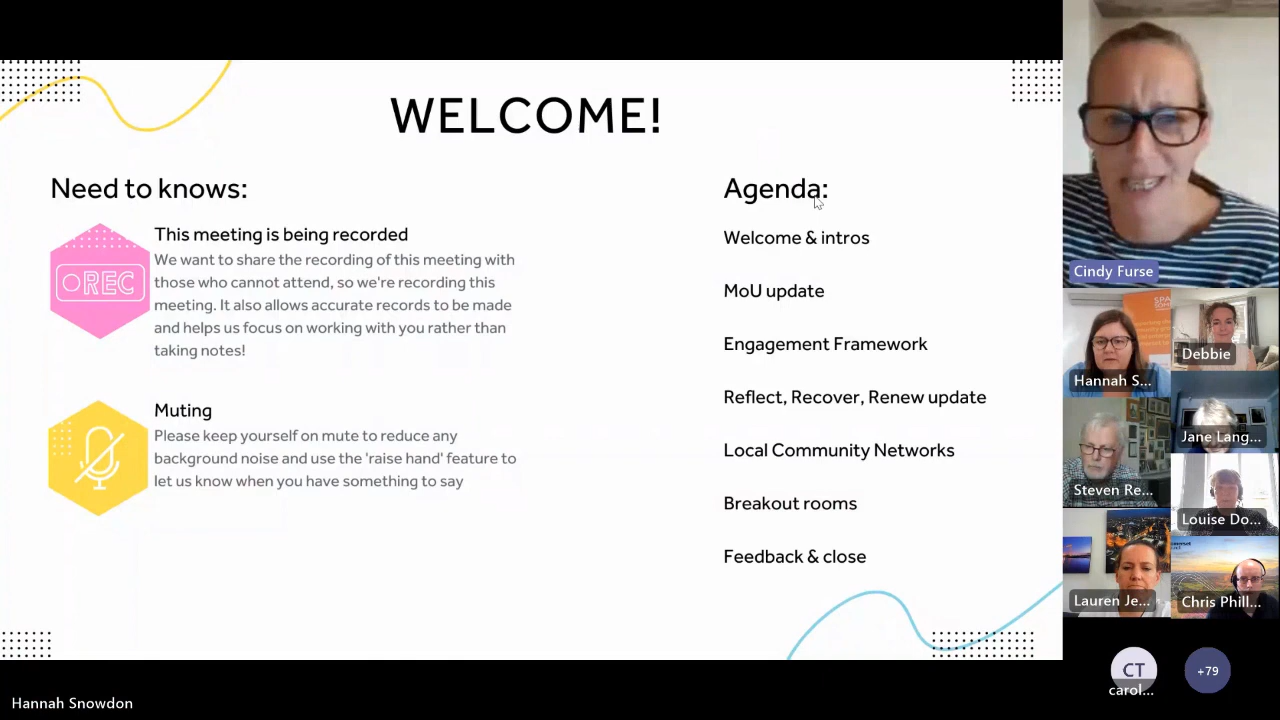 WELCOME!
Need to knows:
This meeting is being recorded
We want to share the recording of this meeting with
those who cannot attend, so we're recording this
meeting. It also allows accurate records to be made
and helps us focus on working with you rather than
taking notes!
REC
Muting
Please keep yourself on mute to reduce any
background noise and use the 'raise hand' feature to
let us know when you have something to say
Agenda:
Welcome & intros
MoU update
Engagement Framework
Reflect, Recover, Renew update
Local Community Networks
Breakout rooms
Feedback & close
Cindy Furse
SPA
Hannah S...
Debbie
Steven Re...
Jane Lang...
Louise Do...
Lauren Je...
Chris Phill...
CT
carol...
+79
Hannah Snowdon